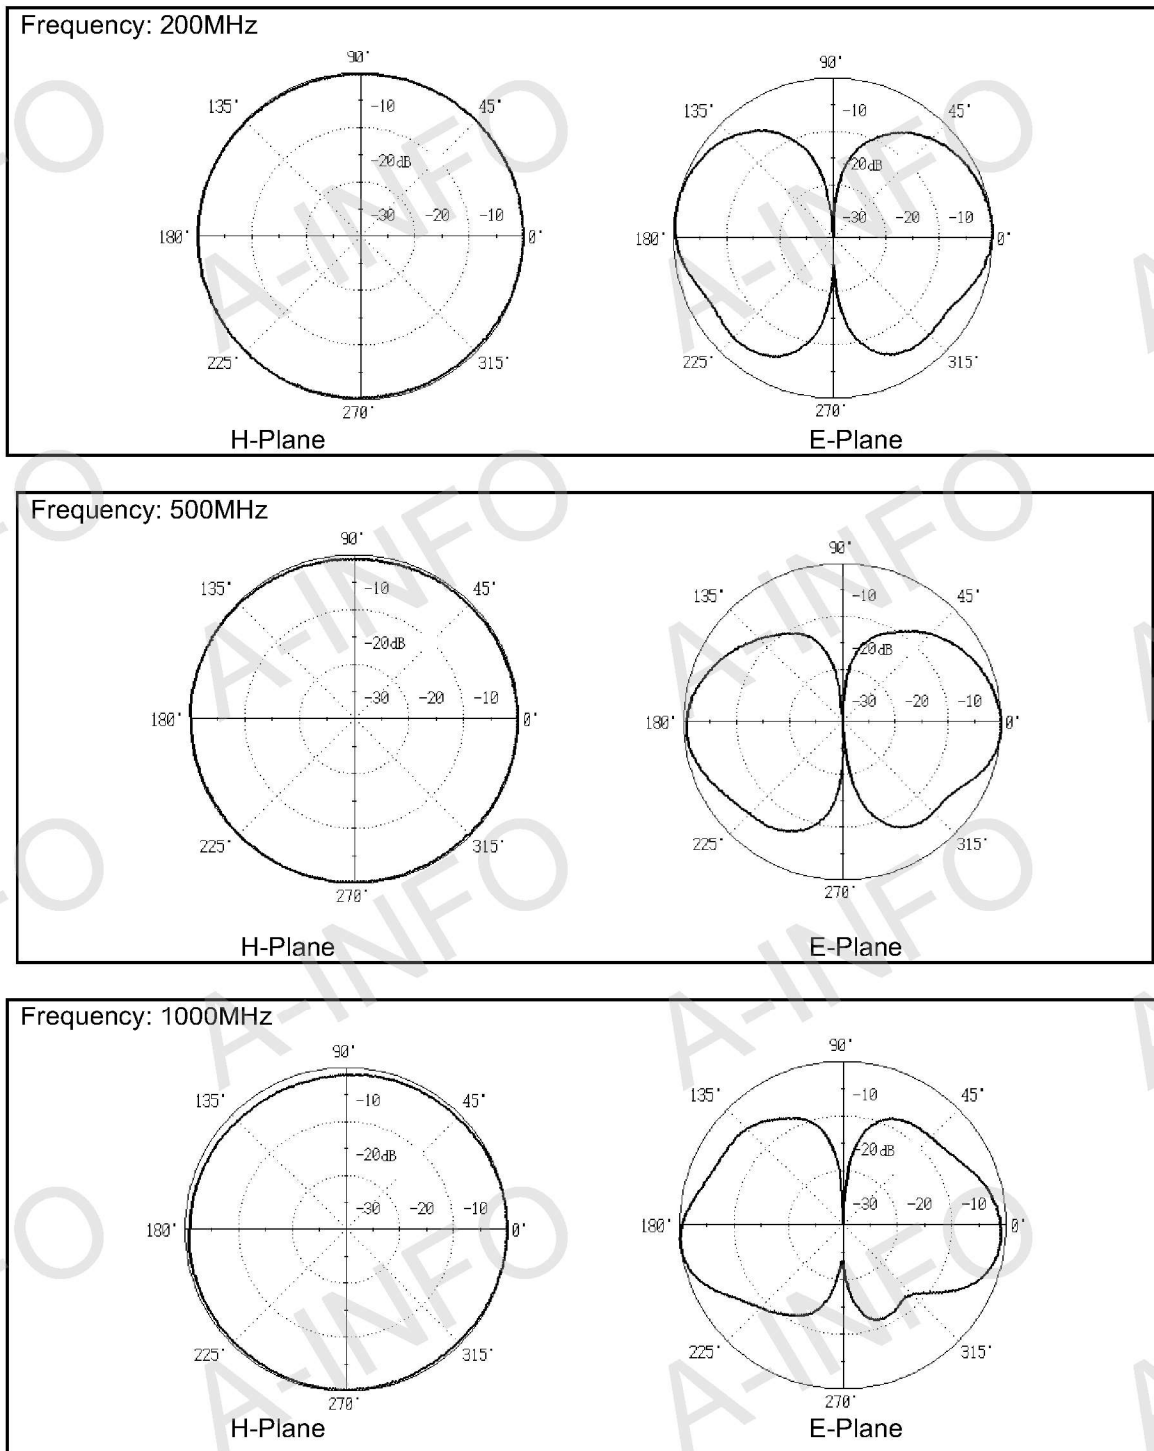 Frequency: 200MHz
90° 90°
135° 45° 135° 45°
-10 -10
-20dB -20dB
-30 -20 -10 -30 -20 -10
180° 0° 180° 0°
225° 315° 225° 315°
270° 270°
H-Plane E-Plane
Frequency: 500MHz
90° 90°
135° 45° 135° 45°
-10 -10
-20dB -20dB
-30 -20 -10 -30 -20 -10
180° 0° 180° 0°
225° 315° 225° 315°
270° 270°
H-Plane E-Plane
Frequency: 1000MHz
90° 90°
135° 45° 135° 45°
-10 -10
-20dB -20dB
-30 -20 -10 -30 -20 -10
180° 0° 180° 0°
225° 315° 225° 315°
270° 270°
H-Plane E-Plane
A-INFO